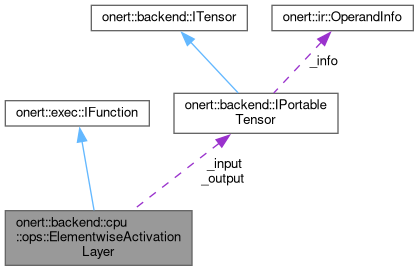 onert::backend::ITensor
onert::ir::OperandInfo
_info
onert::exec::IFunction
onert::backend::IPortable
Tensor
_input
_output
onert::backend::cpu
::ops::ElementwiseActivation
Layer